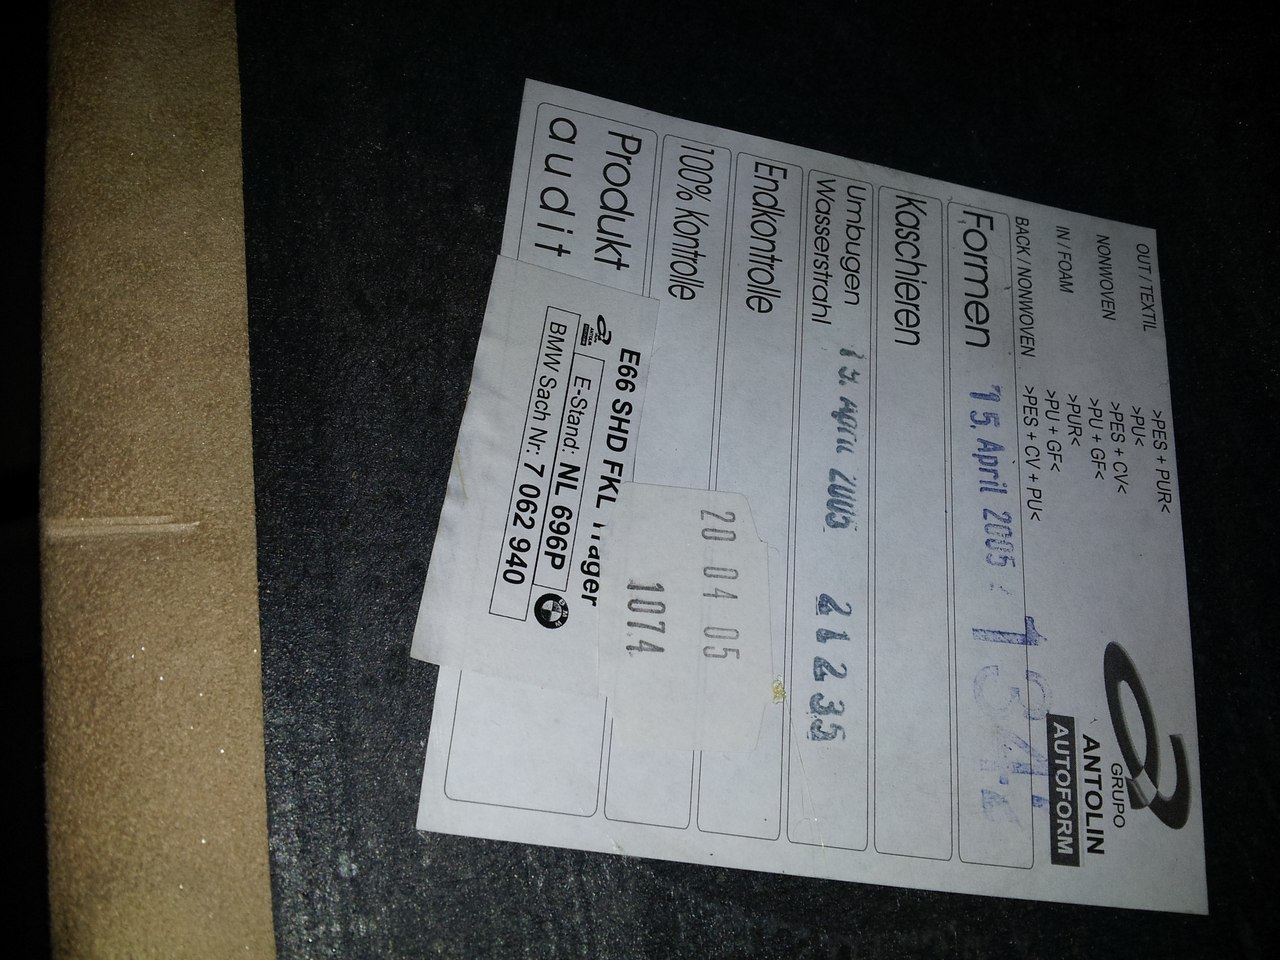 OUT / TEXTIL >PES + PUR<
>PU<
NONWOVEN >PES + CV<
>PU + GF<
IN / FOAM >PUR<
>PU + GF<
BACK / NONWOVEN >PES + CV + PU<
GRUPO
ANTOLIN
AUTOFORM
Formen 15. April 2005
Kaschieren
Umbugen
Wasserstrahl 15. April 2005 21235
Endkontrolle
20 04 05
100% Kontrolle
1074
Produkt
audit
E66 SHD FKL Träger
E-Stand: NL 696P
BMW Sach Nr: 7 062 940